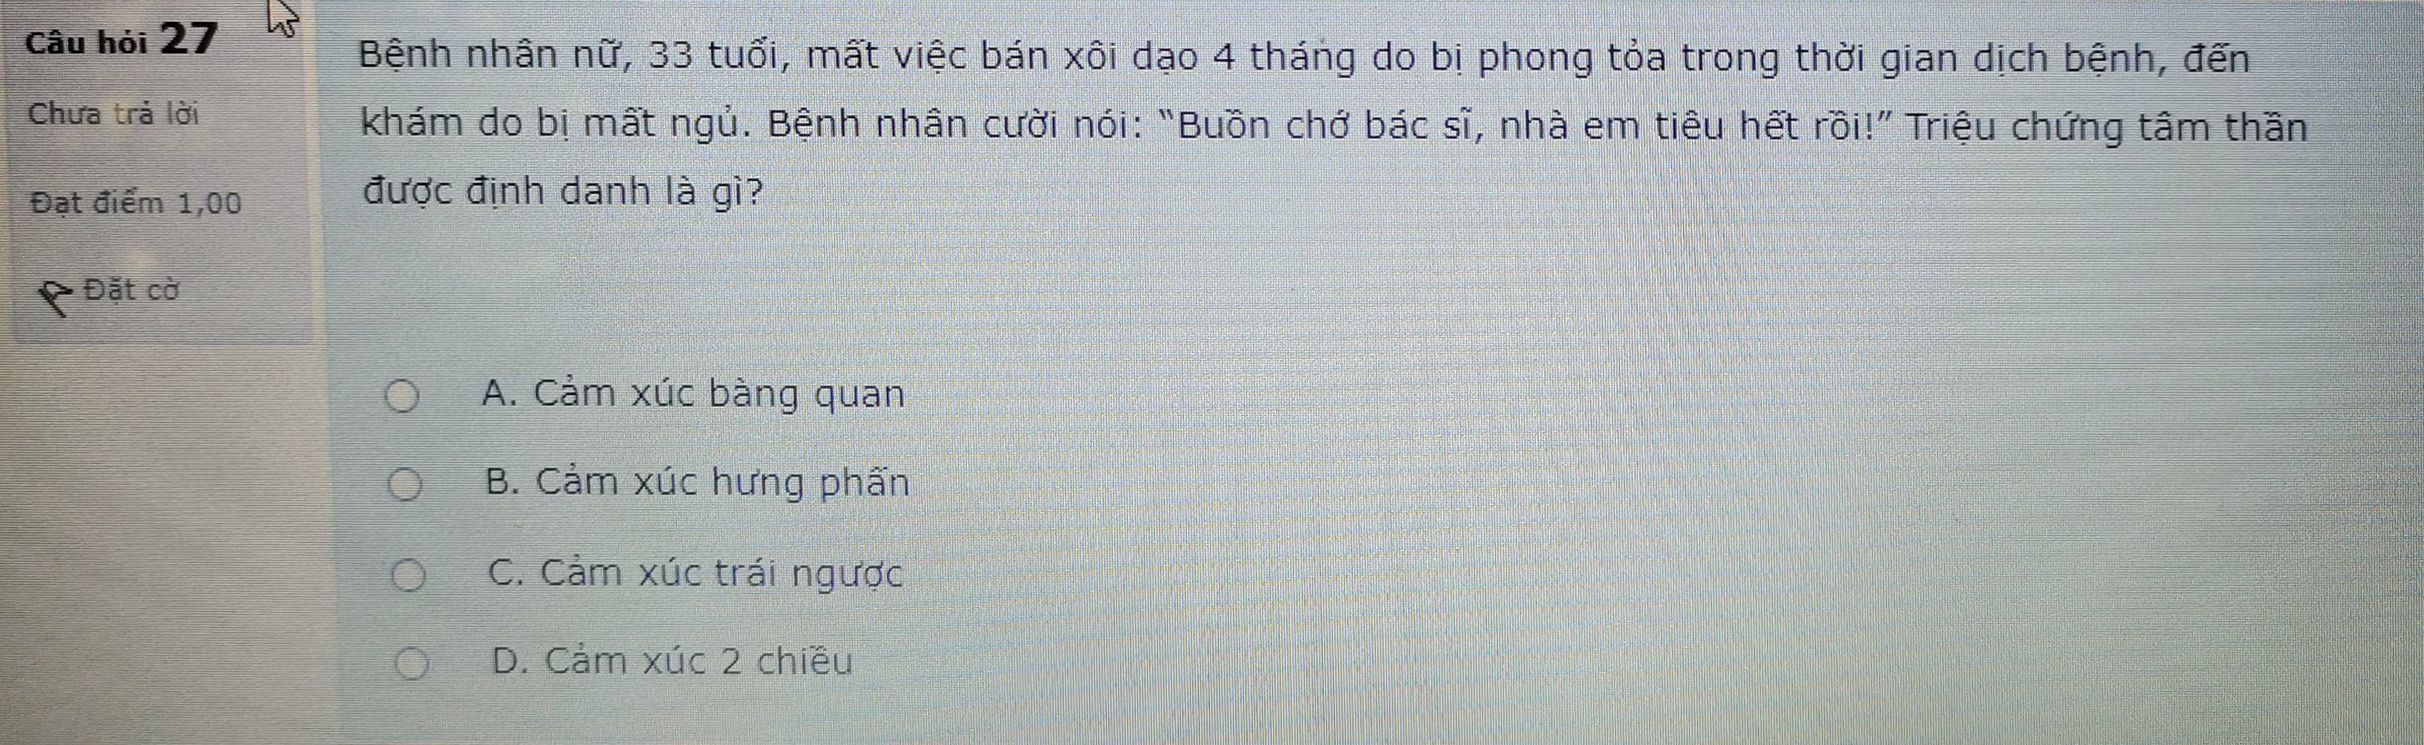 Câu hỏi 27
Chưa trả lời
Đạt điểm 1,00
Đặt cờ
Bệnh nhân nữ, 33 tuổi, mất việc bán xôi dạo 4 tháng do bị phong tỏa trong thời gian dịch bệnh, đến
khám do bị mất ngủ. Bệnh nhân cười nói: "Buồn chớ bác sĩ, nhà em tiêu hết rồi!" Triệu chứng tâm thần
được định danh là gì?
A. Cảm xúc bàng quan
B. Cảm xúc hưng phấn
C. Cảm xúc trái ngược
D. Cảm xúc 2 chiều